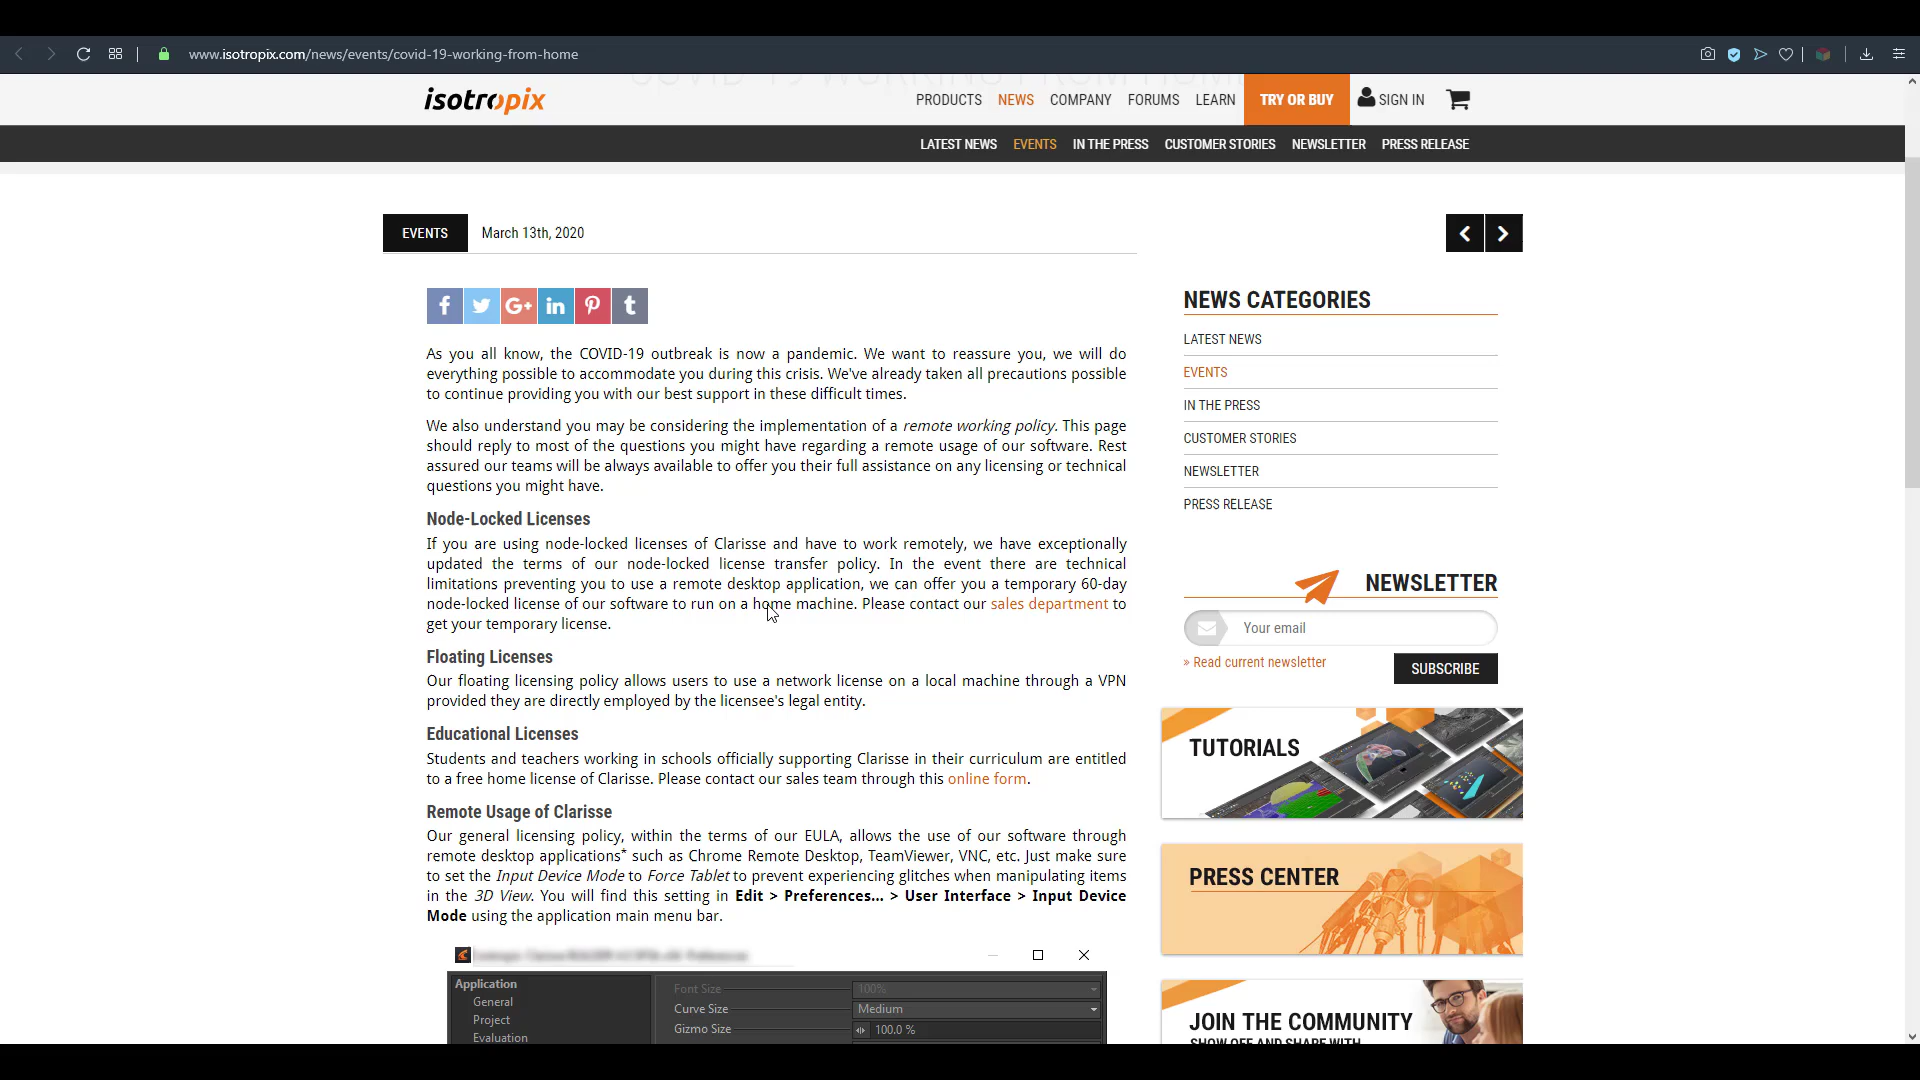 www.isotropix.com/news/events/covid-19-working-from-home
COVID-19 WORKING FROM HOME
isotropix
PRODUCTS NEWS COMPANY FORUMS LEARN TRY OR BUY SIGN IN
LATEST NEWS EVENTS IN THE PRESS CUSTOMER STORIES NEWSLETTER PRESS RELEASE
EVENTS March 13th, 2020
As you all know, the COVID-19 outbreak is now a pandemic. We want to reassure you, we will do
everything possible to accommodate you during this crisis. We've already taken all precautions possible
to continue providing you with our best support in these difficult times.
We also understand you may be considering the implementation of a remote working policy. This page
should reply to most of the questions you might have regarding a remote usage of our software. Rest
assured our teams will be always available to offer you their full assistance on any licensing or technical
questions you might have.
Node-Locked Licenses
If you are using node-locked licenses of Clarisse and have to work remotely, we have exceptionally
updated the terms of our node-locked license transfer policy. In the event there are technical
limitations preventing you to use a remote desktop application, we can offer you a temporary 60-day
node-locked license of our software to run on a home machine. Please contact our sales department to
get your temporary license.
Floating Licenses
Our floating licensing policy allows users to use a network license on a local machine through a VPN
provided they are directly employed by the licensee's legal entity.
Educational Licenses
Students and teachers working in schools officially supporting Clarisse in their curriculum are entitled
to a free home license of Clarisse. Please contact our sales team through this online form.
Remote Usage of Clarisse
Our general licensing policy, within the terms of our EULA, allows the use of our software through
remote desktop applications* such as Chrome Remote Desktop, TeamViewer, VNC, etc. Just make sure
to set the Input Device Mode to Force Tablet to prevent experiencing glitches when manipulating items
in the 3D View. You will find this setting in Edit > Preferences... > User Interface > Input Device
Mode using the application main menu bar.
Application
General
Project
Evaluation
Font Size 100%
Curve Size Medium
Gizmo Size 100.0 %
NEWS CATEGORIES
LATEST NEWS
EVENTS
IN THE PRESS
CUSTOMER STORIES
NEWSLETTER
PRESS RELEASE
NEWSLETTER
Your email
» Read current newsletter SUBSCRIBE
TUTORIALS
PRESS CENTER
JOIN THE COMMUNITY
SHOW OFF AND SHARE WITH